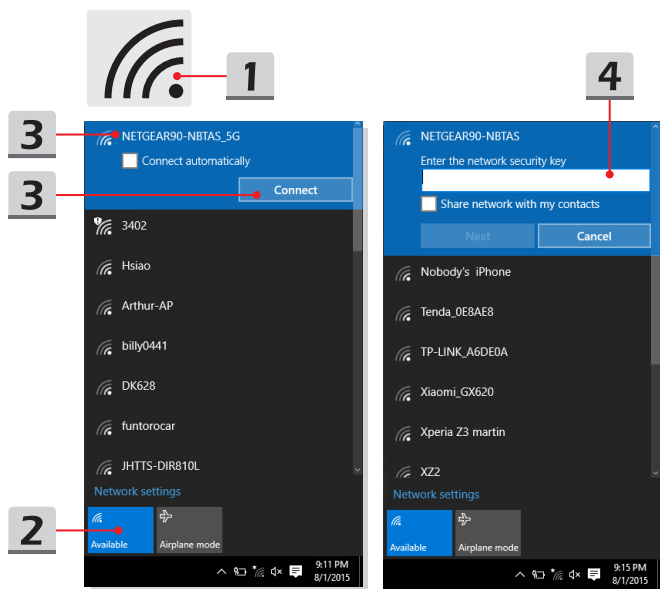 1
3
NETGEAR90-NBTAS_5G
Connect automatically
3
Connect
3402
Hsiao
Arthur-AP
billy0441
DK628
funtorocar
JHTTS-DIR810L
Network settings
2
Available
Airplane mode
9:11 PM
8/1/2015
4
NETGEAR90-NBTAS
Enter the network security key
Share network with my contacts
Next
Cancel
Nobody's iPhone
Tenda_0E8AE8
TP-LINK_A6DE0A
Xiaomi_GX620
Xperia Z3 martin
XZ2
Network settings
Available
Airplane mode
9:15 PM
8/1/2015